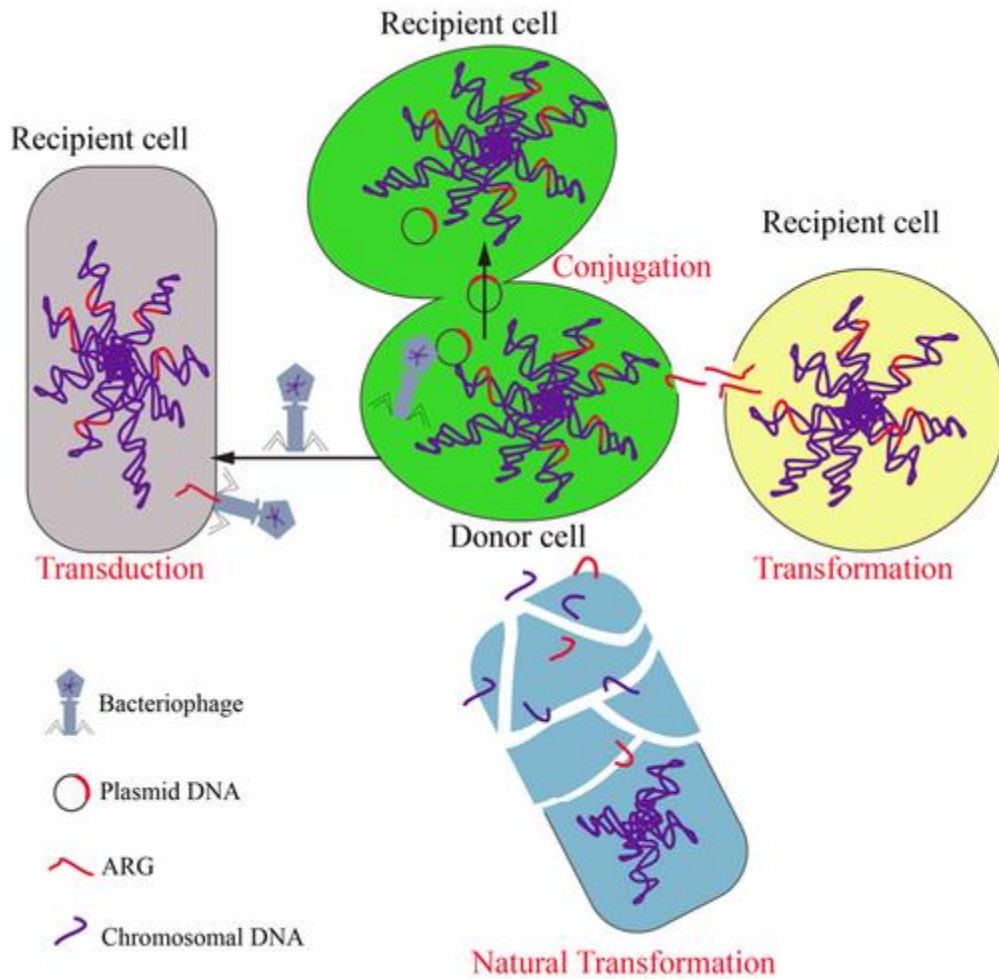 Recipient cell
Recipient cell
Recipient cell
Conjugation
Donor cell
Transduction
Transformation
Bacteriophage
Plasmid DNA
ARG
Chromosomal DNA
Natural Transformation